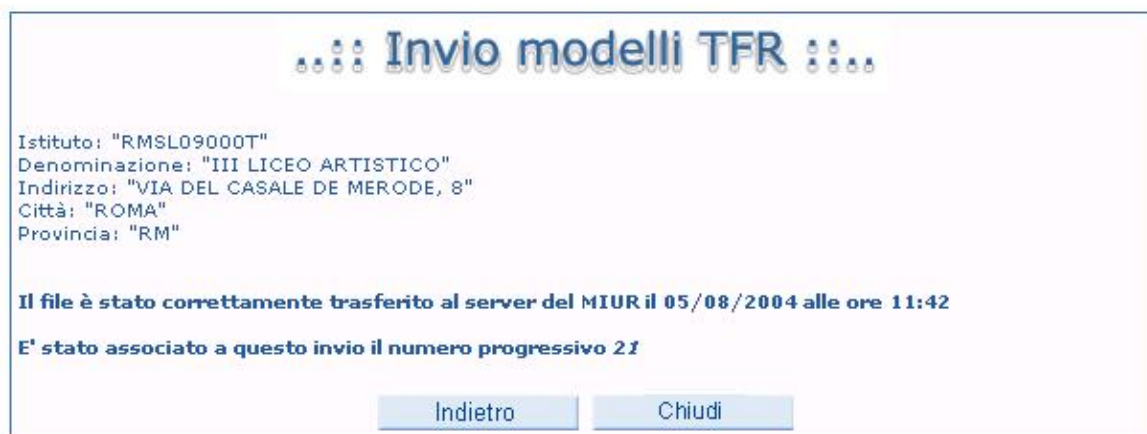 ..:: Invio modelli TFR ::..
Istituto: "RMSL09000T"
Denominazione: "III LICEO ARTISTICO"
Indirizzo: "VIA DEL CASALE DE MERODE, 8"
Città: "ROMA"
Provincia: "RM"
Il file è stato correttamente trasferito al server del MIUR il 05/08/2004 alle ore 11:42
E' stato associato a questo invio il numero progressivo 21
Indietro Chiudi